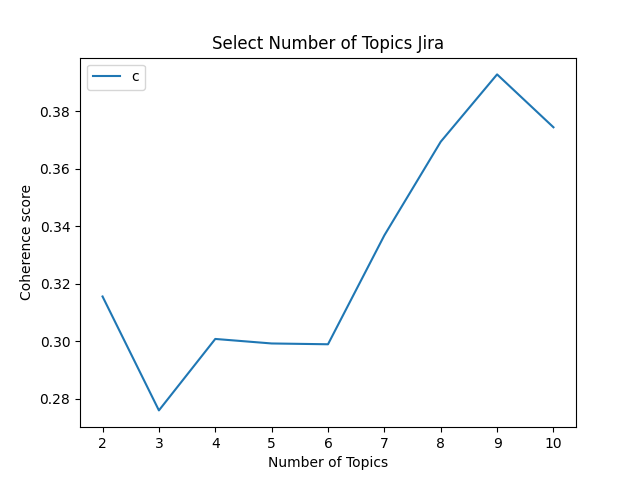 Select Number of Topics Jira
c
Coherence score
0.38
0.36
0.34
0.32
0.30
0.28
2 3 4 5 6 7 8 9 10
Number of Topics